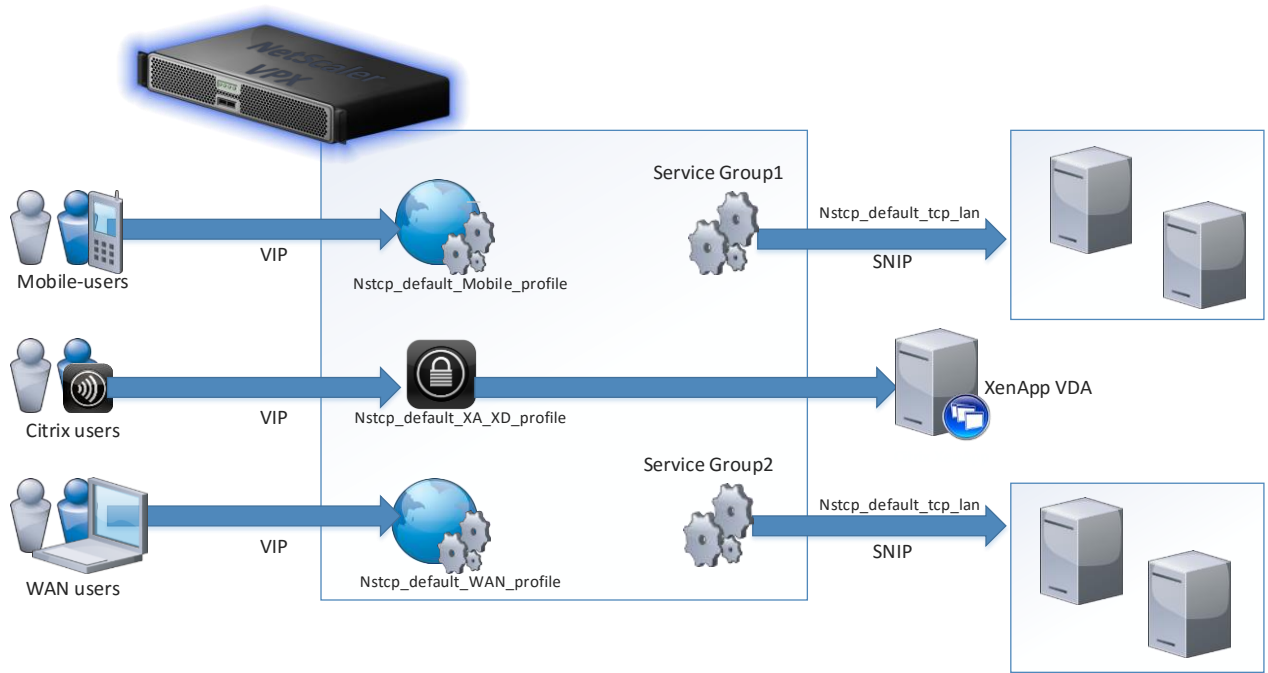 NetScaler
VPX
Service Group1
Nstcp_default_tcp_lan
VIP
SNIP
Mobile-users
Nstcp_default_Mobile_profile
XenApp VDA
VIP
Nstcp_default_XA_XD_profile
Citrix users
Service Group2
Nstcp_default_tcp_lan
VIP
SNIP
Nstcp_default_WAN_profile
WAN users